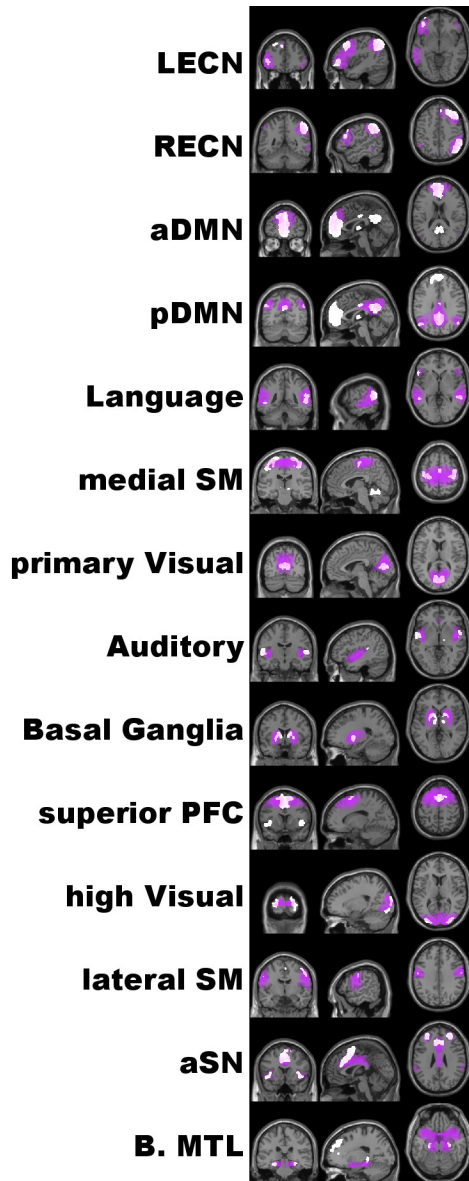 LECN
RECN
aDMN
pDMN
Language
medial SM
primary Visual
Auditory
Basal Ganglia
superior PFC
high Visual
lateral SM
aSN
B. MTL